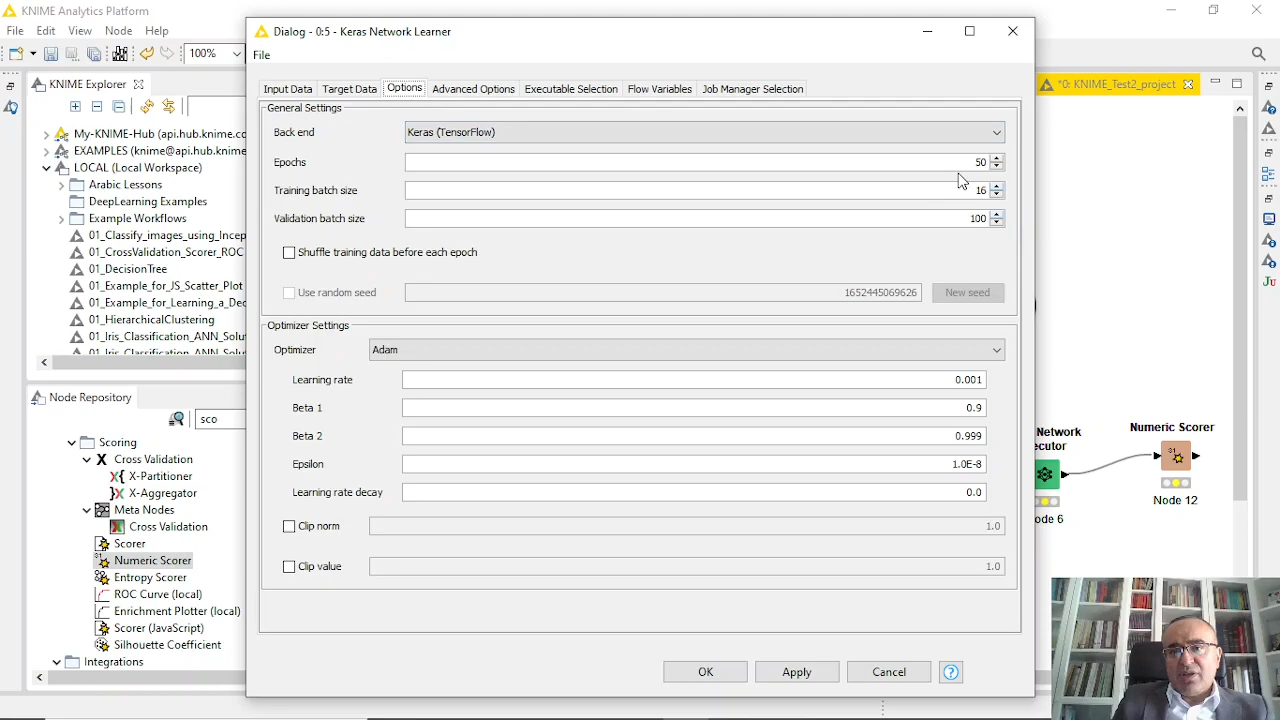 KNIME Analytics Platform
File Edit View Node Help
100%
KNIME Explorer
My-KNIME-Hub (api.hub.knime.co
EXAMPLES (knime@api.hub.knime
LOCAL (Local Workspace)
Arabic Lessons
DeepLearning Examples
Example Workflows
01_Classify_images_using_Incep
01_CrossValidation_Scorer_ROC
01_DecisionTree
01_Example_for_JS_Scatter_Plot
01_Example_for_Learning_a_Dec
01_HierarchicalClustering
01_Iris_Classification_ANN_Solu
01_Iris_Classification_ANN_Solut
Node Repository
sco
Scoring
Cross Validation
X-Partitioner
X-Aggregator
Meta Nodes
Cross Validation
Scorer
Numeric Scorer
Entropy Scorer
ROC Curve (local)
Enrichment Plotter (local)
Scorer (JavaScript)
Silhouette Coefficient
Integrations
Dialog - 0:5 - Keras Network Learner
File
Input Data Target Data Options Advanced Options Executable Selection Flow Variables Job Manager Selection
General Settings
Back end Keras (TensorFlow)
Epochs 50
Training batch size 16
Validation batch size 100
Shuffle training data before each epoch
Use random seed 1652445069626 New seed
Optimizer Settings
Optimizer Adam
Learning rate 0.001
Beta 1 0.9
Beta 2 0.999
Epsilon 1.0E-8
Learning rate decay 0.0
Clip norm 1.0
Clip value 1.0
OK Apply Cancel
*0: KNIME_Test2_project
Network
ecutor
ode 6
Numeric Scorer
Node 12
Ju